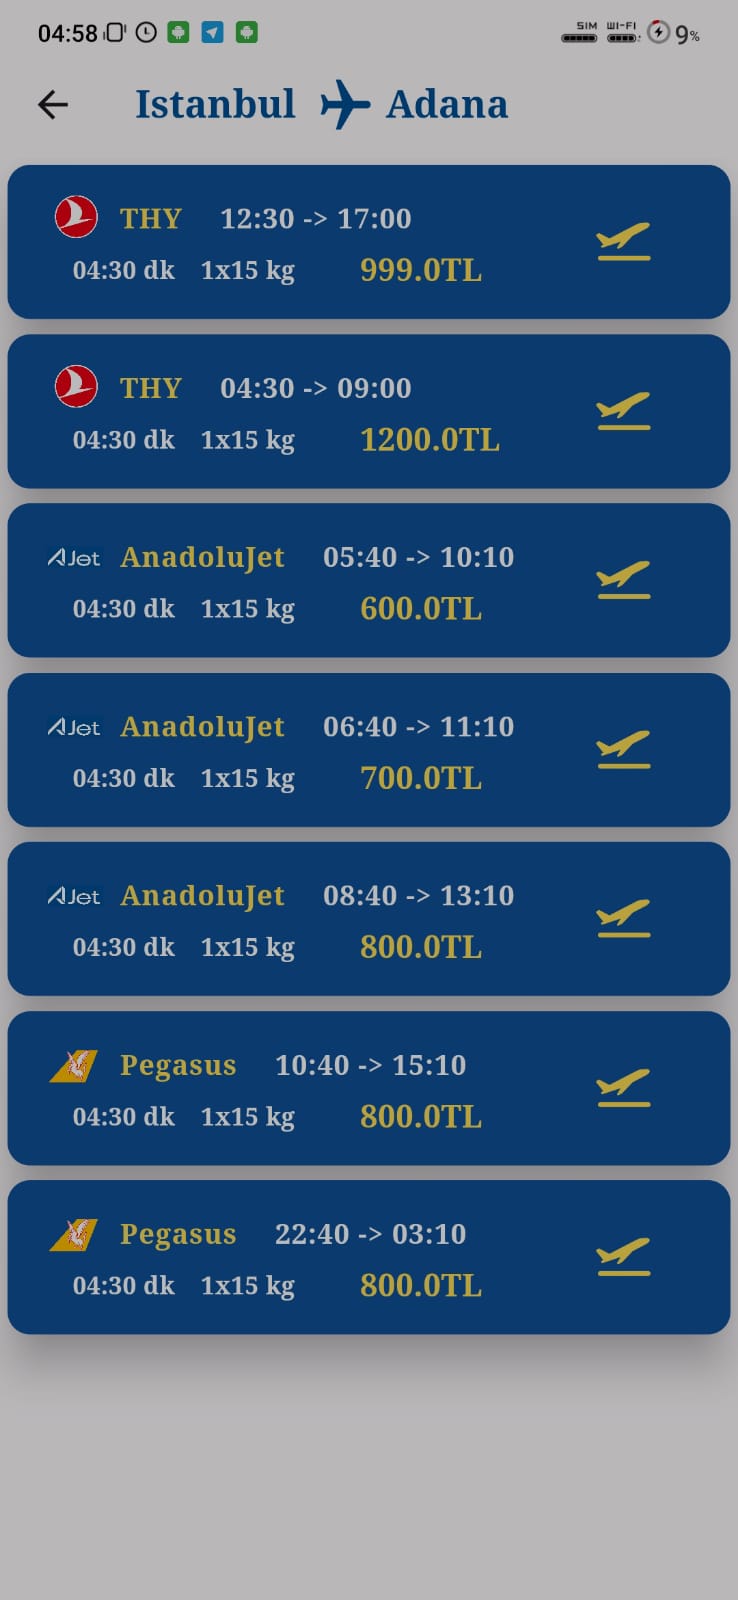 04:58 SIM WI-FI 9%
Istanbul Adana
THY 12:30 -> 17:00
04:30 dk 1x15 kg 999.0TL
THY 04:30 -> 09:00
04:30 dk 1x15 kg 1200.0TL
AJet AnadoluJet 05:40 -> 10:10
04:30 dk 1x15 kg 600.0TL
AJet AnadoluJet 06:40 -> 11:10
04:30 dk 1x15 kg 700.0TL
AJet AnadoluJet 08:40 -> 13:10
04:30 dk 1x15 kg 800.0TL
Pegasus 10:40 -> 15:10
04:30 dk 1x15 kg 800.0TL
Pegasus 22:40 -> 03:10
04:30 dk 1x15 kg 800.0TL